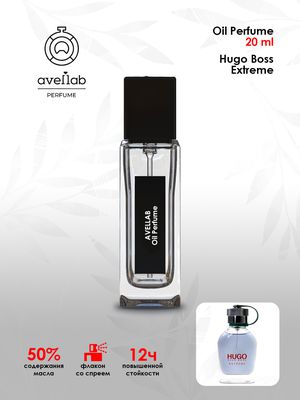 avellab
PERFUME
Oil Perfume
20 ml
Hugo Boss
Extreme
AVELLAB
Oil Perfume
50%
содержания
масла
флакон
со спреем
12ч
повышенной
стойкости
HUGO
EXTREME